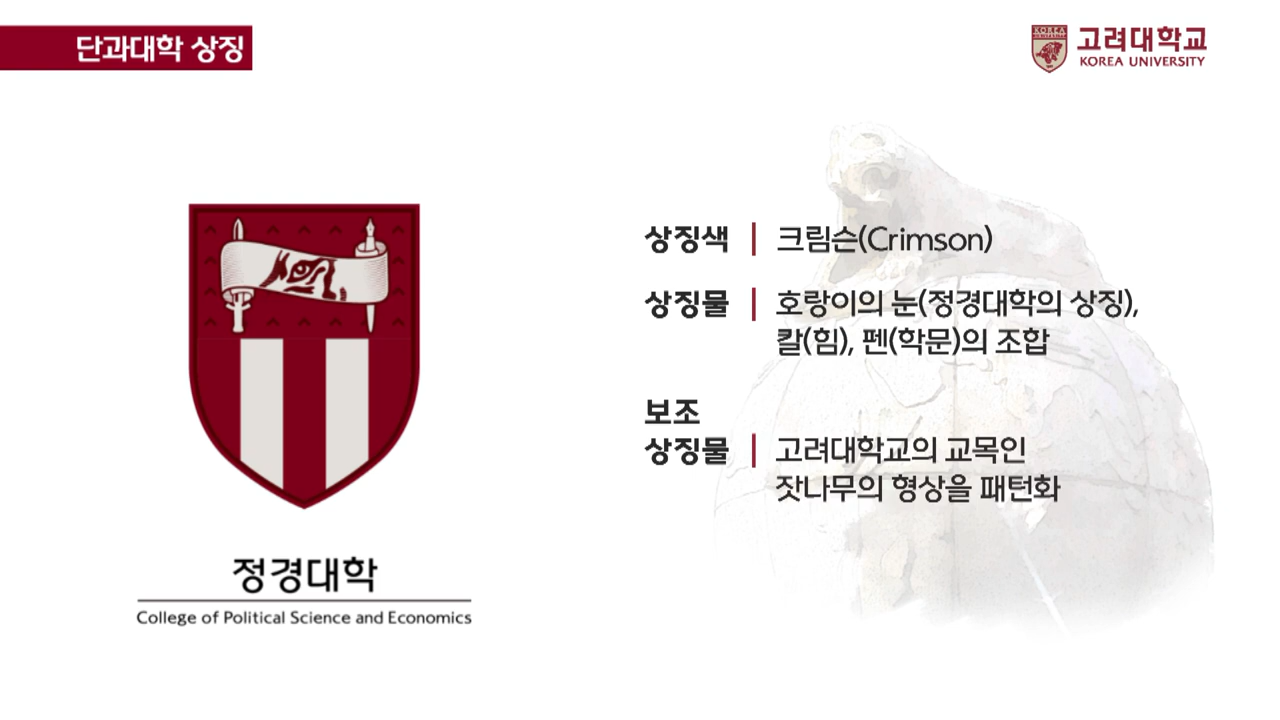 단과대학 상징
KOREA
고려대학교
KOREA UNIVERSITY
상징색 | 크림슨(Crimson)
상징물 | 호랑이의 눈(정경대학의 상징),
칼(힘), 펜(학문)의 조합
보조
상징물 | 고려대학교의 교목인
잣나무의 형상을 패턴화
정경대학
College of Political Science and Economics